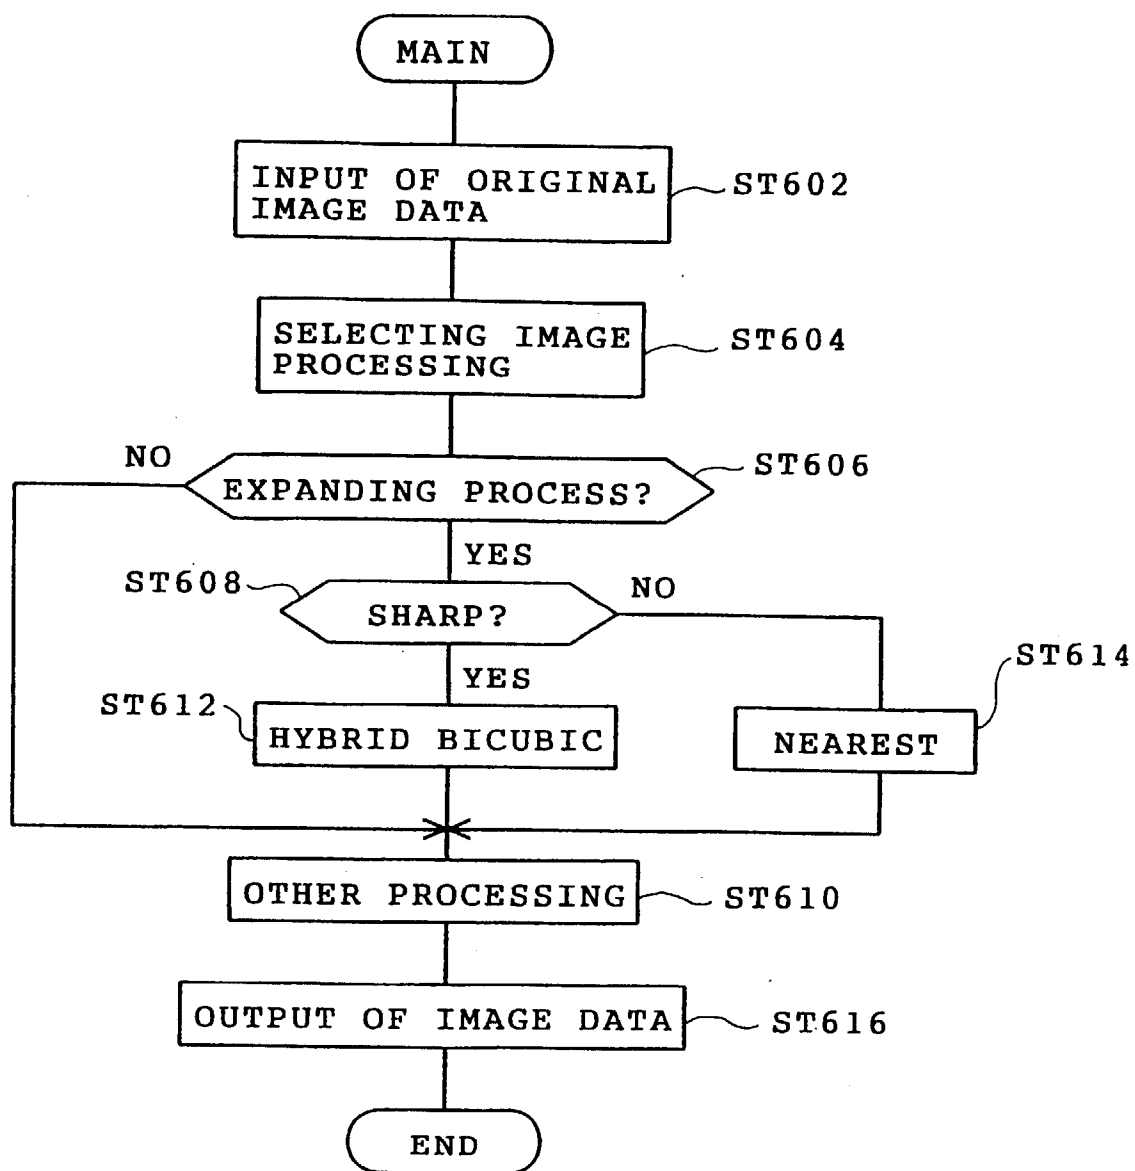 MAIN
INPUT OF ORIGINAL
IMAGE DATA
ST602
SELECTING IMAGE
PROCESSING
ST604
NO
EXPANDING PROCESS?
ST606
YES
ST608
SHARP?
NO
YES
ST612
HYBRID BICUBIC
NEAREST
ST614
OTHER PROCESSING
ST610
OUTPUT OF IMAGE DATA
ST616
END